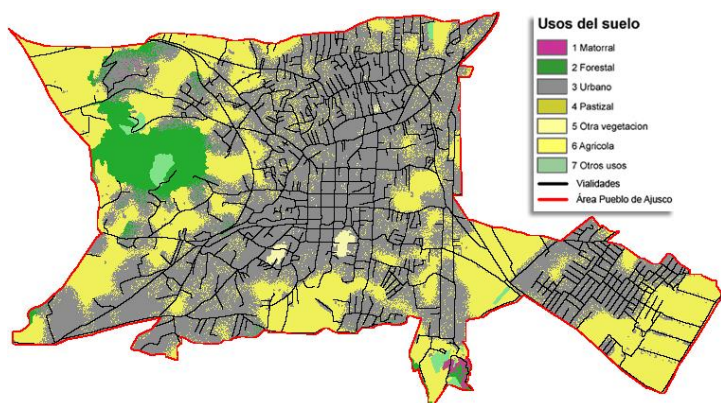 Usos del suelo
1 Matorral
2 Forestal
3 Urbano
4 Pastizal
5 Otra vegetacion
6 Agrícola
7 Otros usos
Vialidades
Área Pueblo de Ajusco